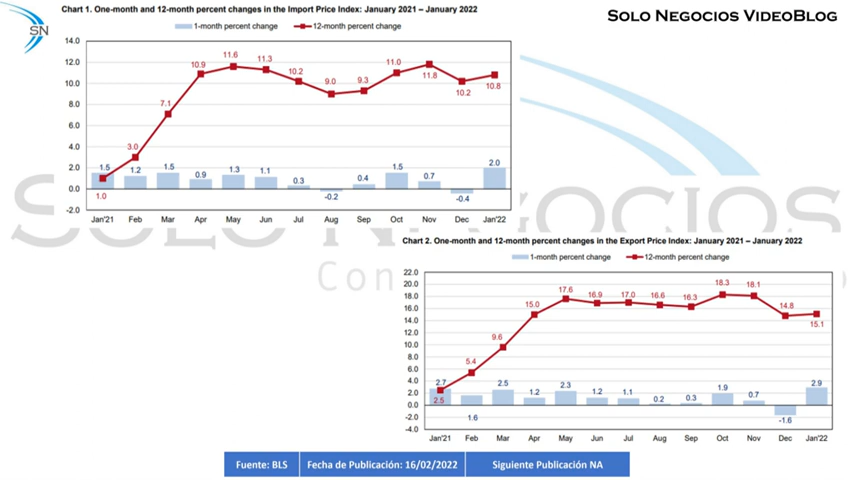 SN
SOLO NEGOCIOS VIDEOBLOG
Chart 1. One-month and 12-month percent changes in the Import Price Index: January 2021 – January 2022
1-month percent change 12-month percent change
14.0
12.0
10.0
8.0
6.0
4.0
2.0
0.0
-2.0
1.0 3.0 7.1 10.9 11.6 11.3 10.2 9.0 9.3 11.0 11.8 10.2 10.8
1.5 1.2 1.5 0.9 1.3 1.1 0.3 -0.2 0.4 1.5 0.7 -0.4 2.0
Jan'21 Feb Mar Apr May Jun Jul Aug Sep Oct Nov Dec Jan'22
SOLO NEGOCIOS
Con
Chart 2. One-month and 12-month percent changes in the Export Price Index: January 2021 – January 2022
1-month percent change 12-month percent change
22.0
20.0
18.0
16.0
14.0
12.0
10.0
8.0
6.0
4.0
2.0
0.0
-2.0
-4.0
2.5 5.4 9.6 15.0 17.6 16.9 17.0 16.6 16.3 18.3 18.1 14.8 15.1
2.7 1.6 2.5 1.2 2.3 1.2 1.1 0.2 0.3 1.9 0.7 -1.6 2.9
Jan'21 Feb Mar Apr May Jun Jul Aug Sep Oct Nov Dec Jan'22
Fuente: BLS Fecha de Publicación: 16/02/2022 Siguiente Publicación NA